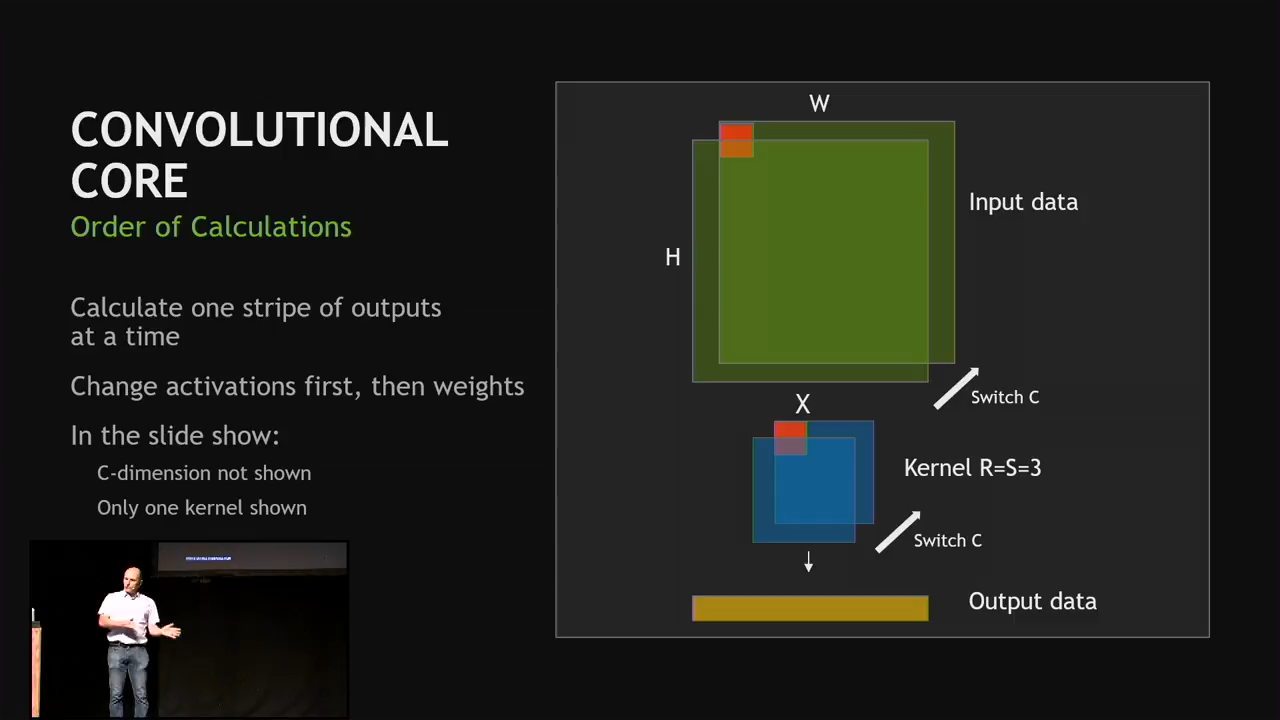 CONVOLUTIONAL
CORE
Order of Calculations
Calculate one stripe of outputs
at a time
Change activations first, then weights
In the slide show:
C-dimension not shown
Only one kernel shown
W
H
Input data
Switch C
X
Kernel R=S=3
Switch C
Output data